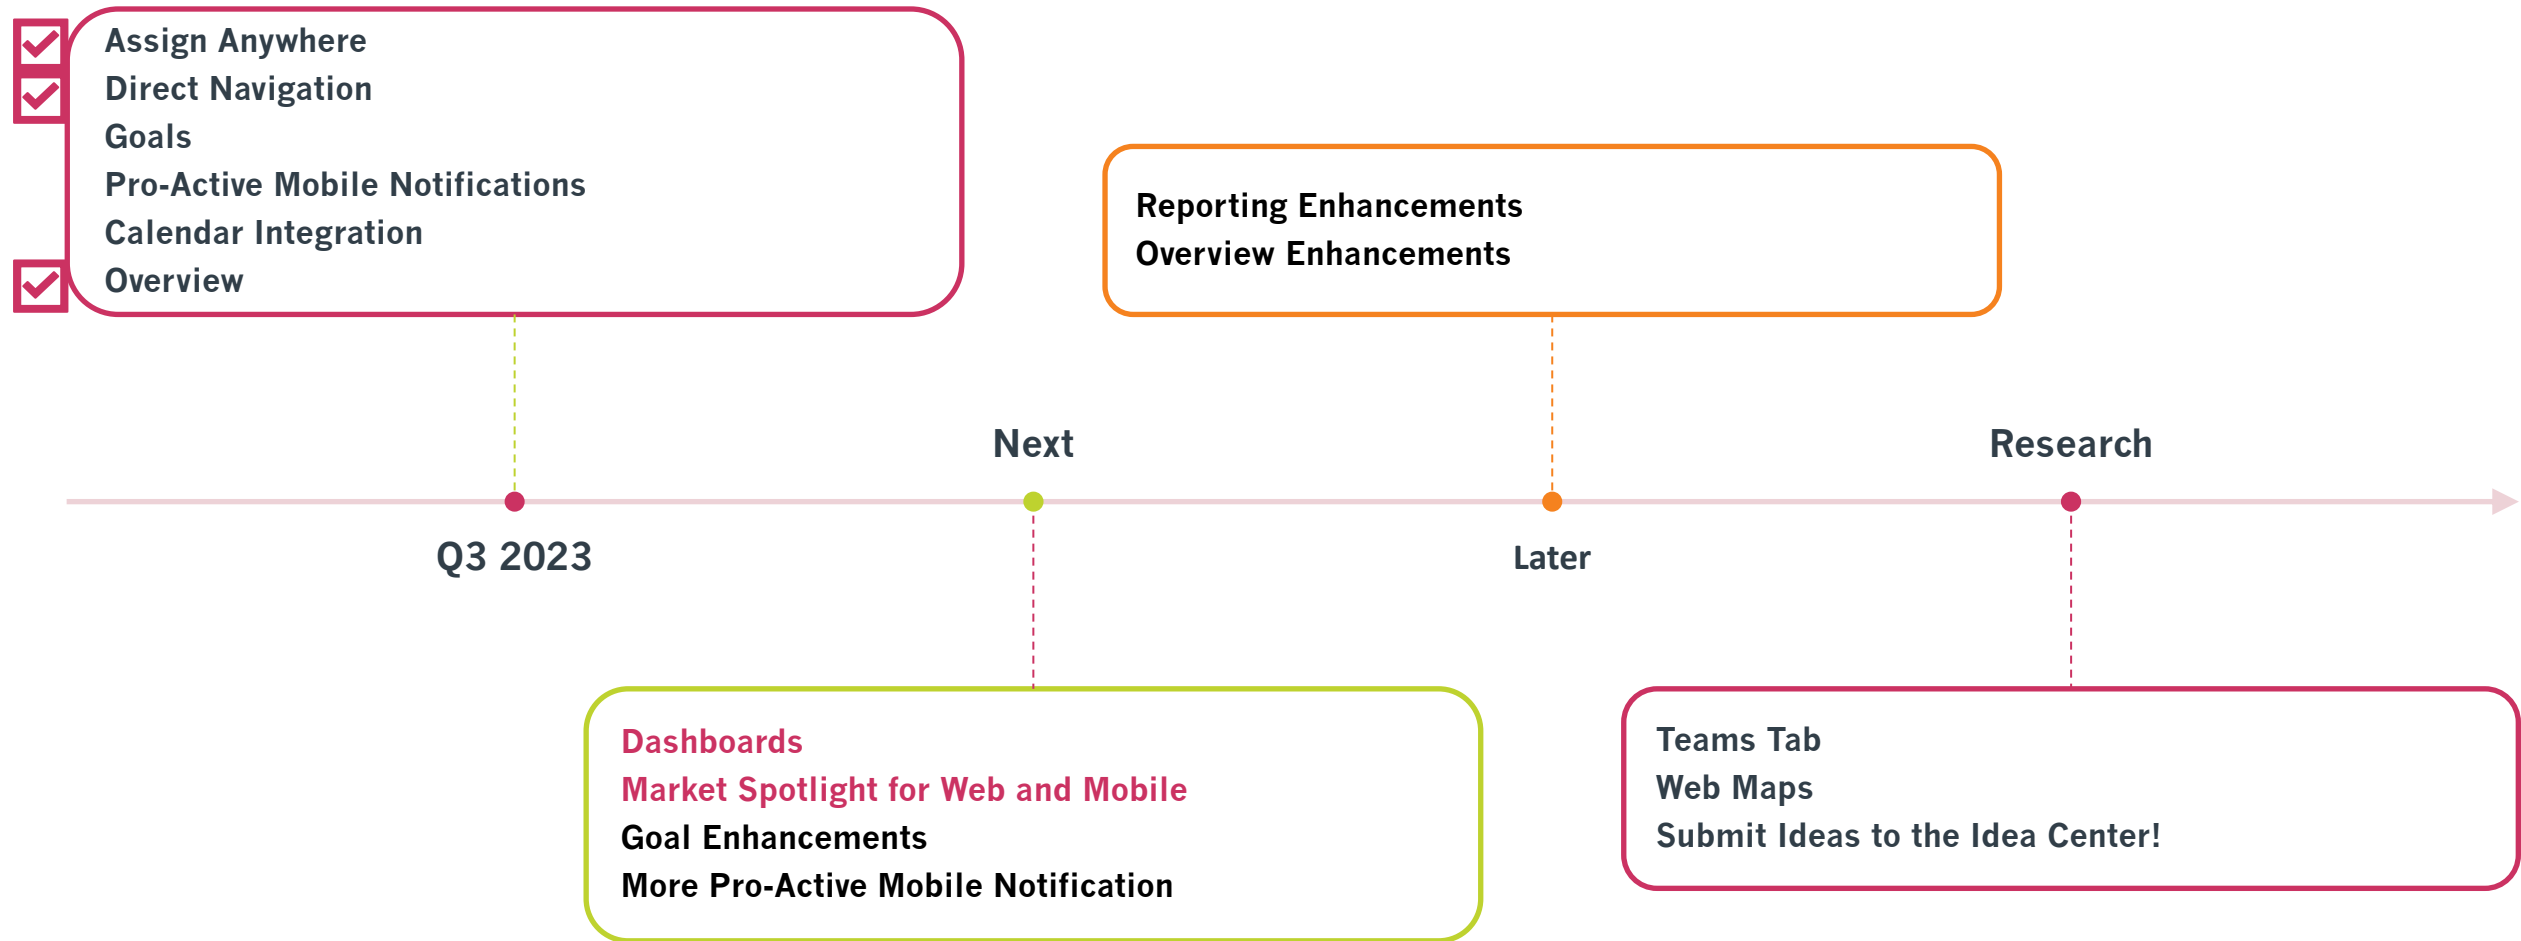 Assign Anywhere
Direct Navigation
Goals
Pro-Active Mobile Notifications
Calendar Integration
Overview
Reporting Enhancements
Overview Enhancements
Next
Research
Q3 2023
Later
Dashboards
Market Spotlight for Web and Mobile
Goal Enhancements
More Pro-Active Mobile Notification
Teams Tab
Web Maps
Submit Ideas to the Idea Center!